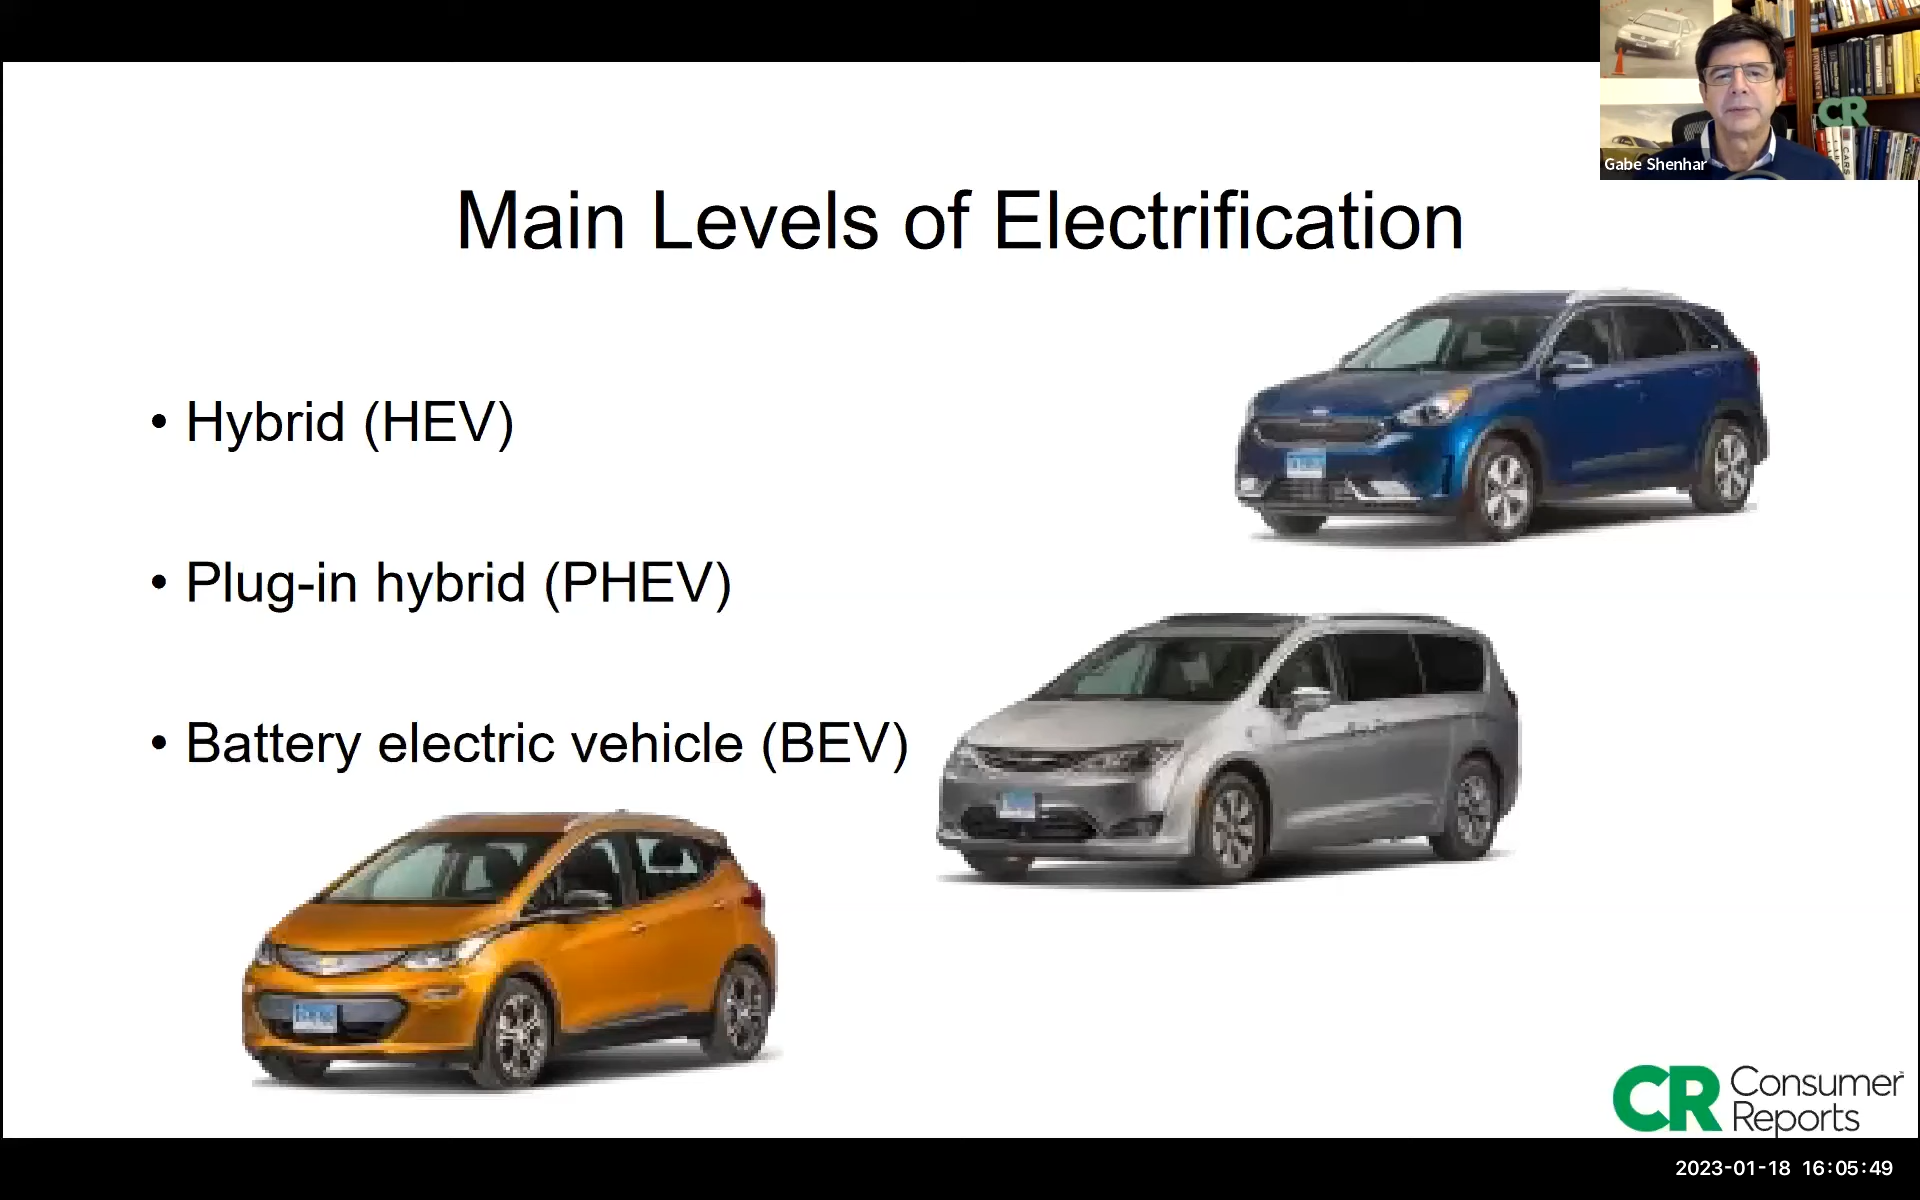 Gabe Shenhar
CR
Main Levels of Electrification
• Hybrid (HEV)
• Plug-in hybrid (PHEV)
• Battery electric vehicle (BEV)
CR Consumer
Reports
2023-01-18 16:05:49